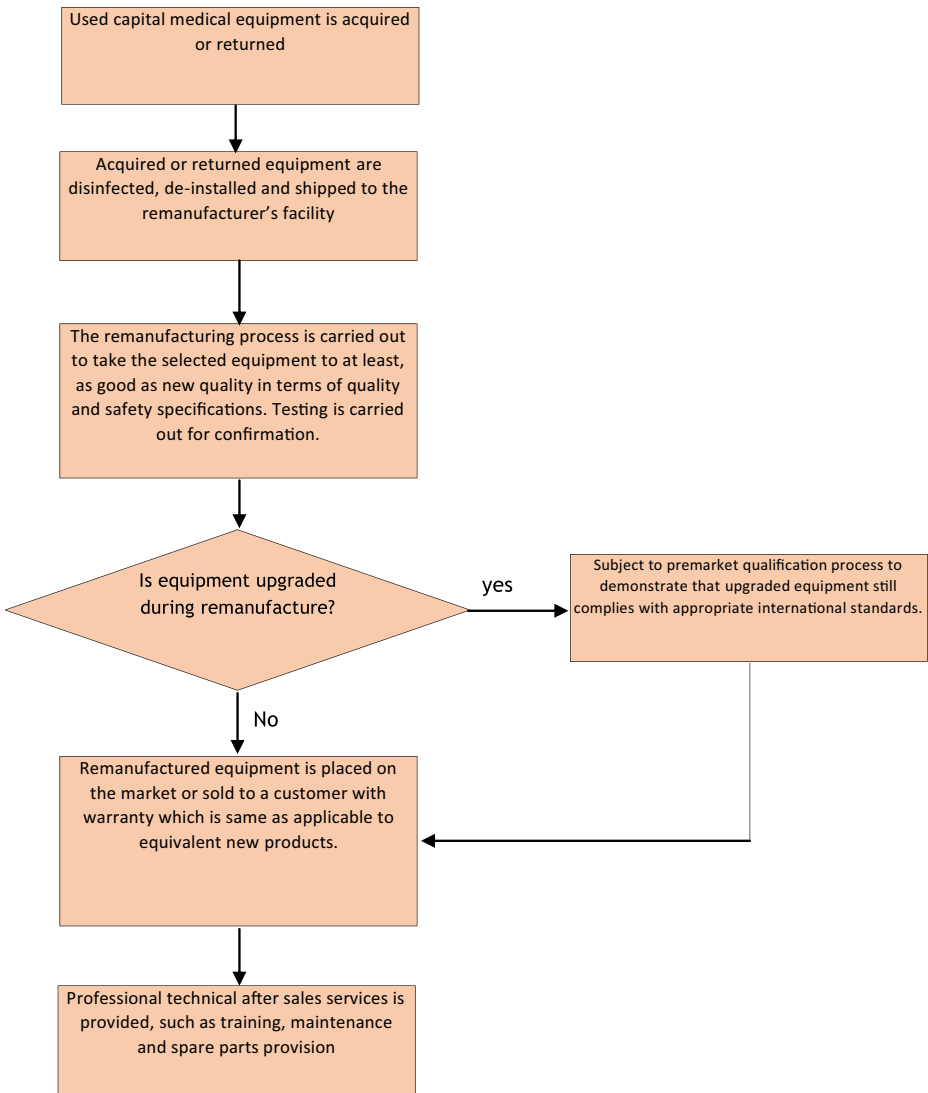 Used capital medical equipment is acquired
or returned
Acquired or returned equipment are
disinfected, de-installed and shipped to the
remanufacturer’s facility
The remanufacturing process is carried out
to take the selected equipment to at least,
as good as new quality in terms of quality
and safety specifications. Testing is carried
out for confirmation.
Is equipment upgraded
during remanufacture?
yes
Subject to premarket qualification process to
demonstrate that upgraded equipment still
complies with appropriate international standards.
No
Remanufactured equipment is placed on
the market or sold to a customer with
warranty which is same as applicable to
equivalent new products.
Professional technical after sales services is
provided, such as training, maintenance
and spare parts provision